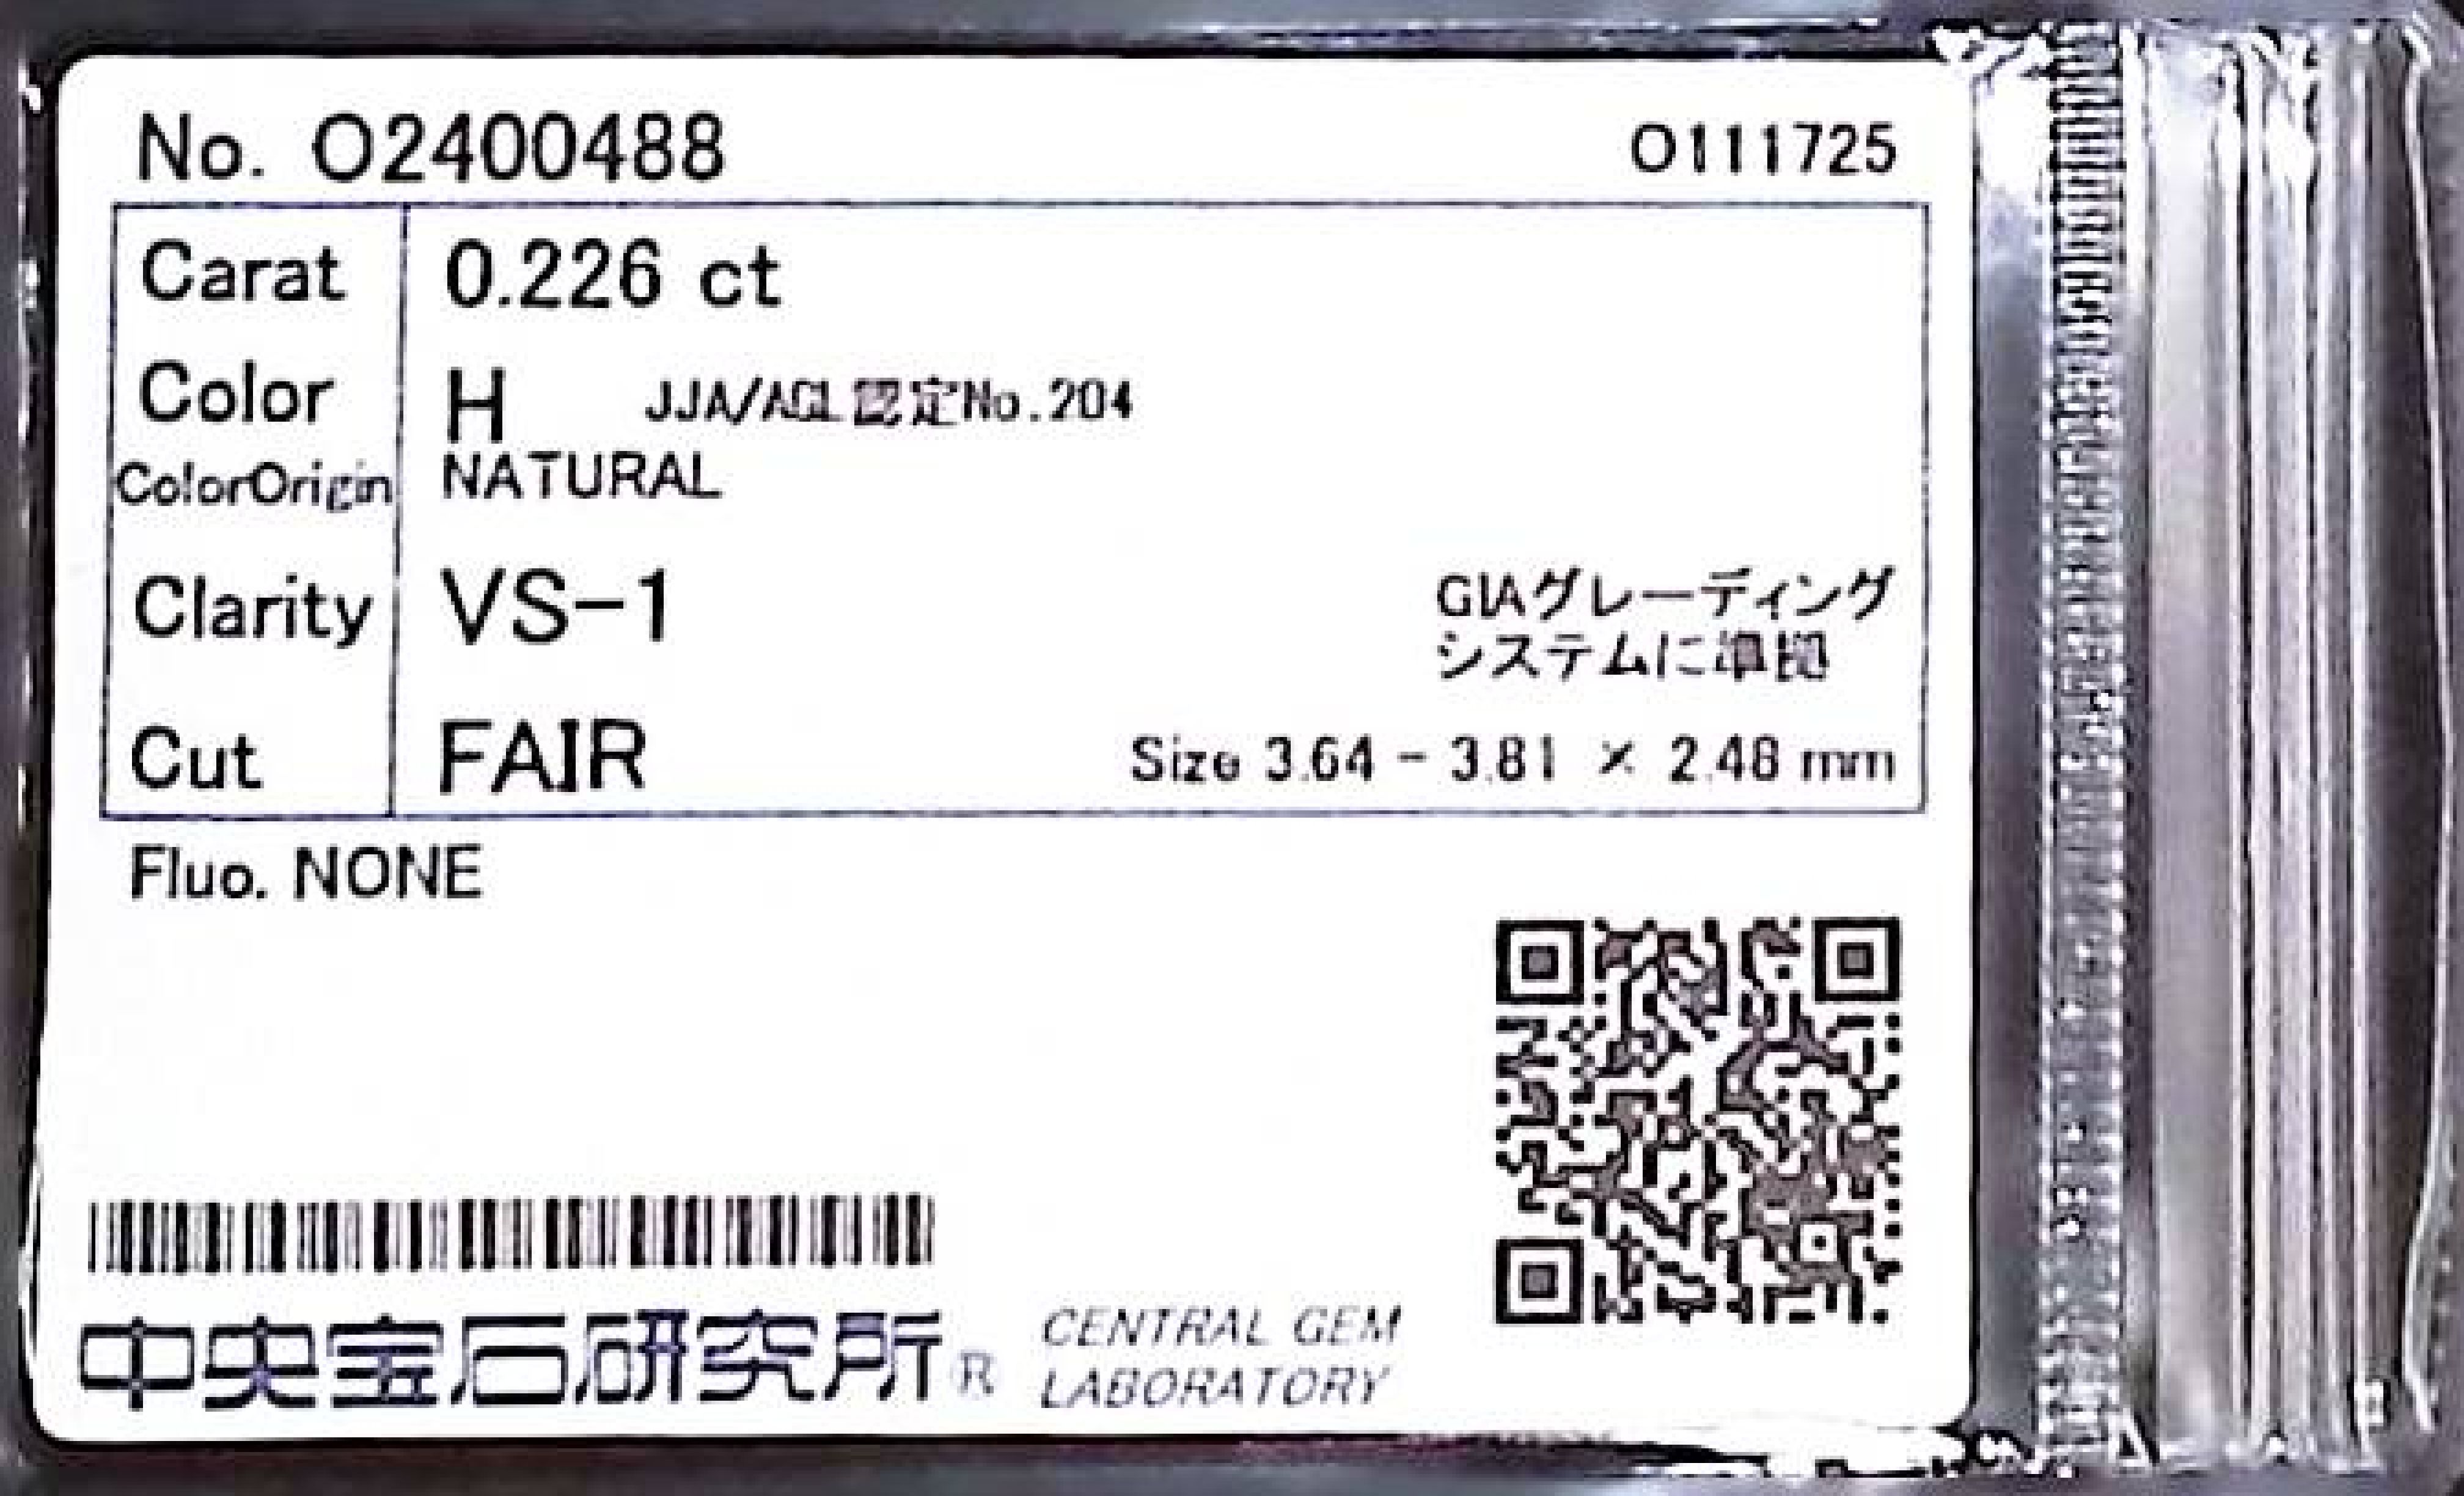 No. O2400488 O111725
Carat 0.226 ct
Color H JJA/AGL認定No.204
ColorOrigin NATURAL
Clarity VS-1
GIAグレーディング
システムに準拠
Cut FAIR Size 3.64 - 3.81 × 2.48 mm
Fluo. NONE
中央宝石研究所® CENTRAL GEM
LABORATORY